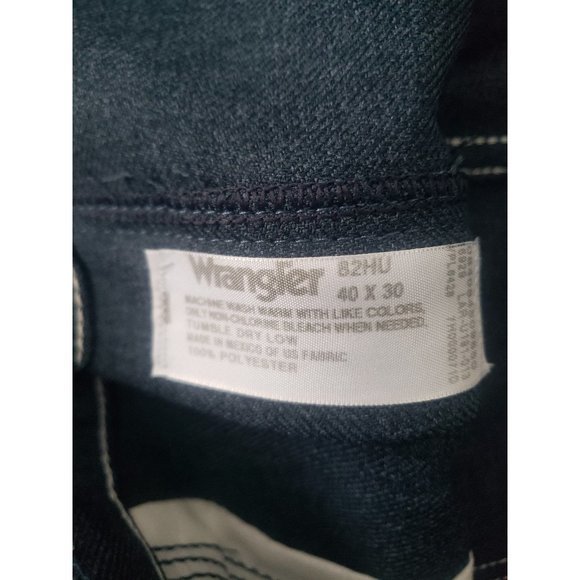 Wrangler 82HU
40 X 30
MACHINE WASH WARM WITH LIKE COLORS,
ONLY NON-CHLORINE BLEACH WHEN NEEDED,
TUMBLE DRY LOW
MADE IN MEXICO OF US FABRIC
100% POLYESTER